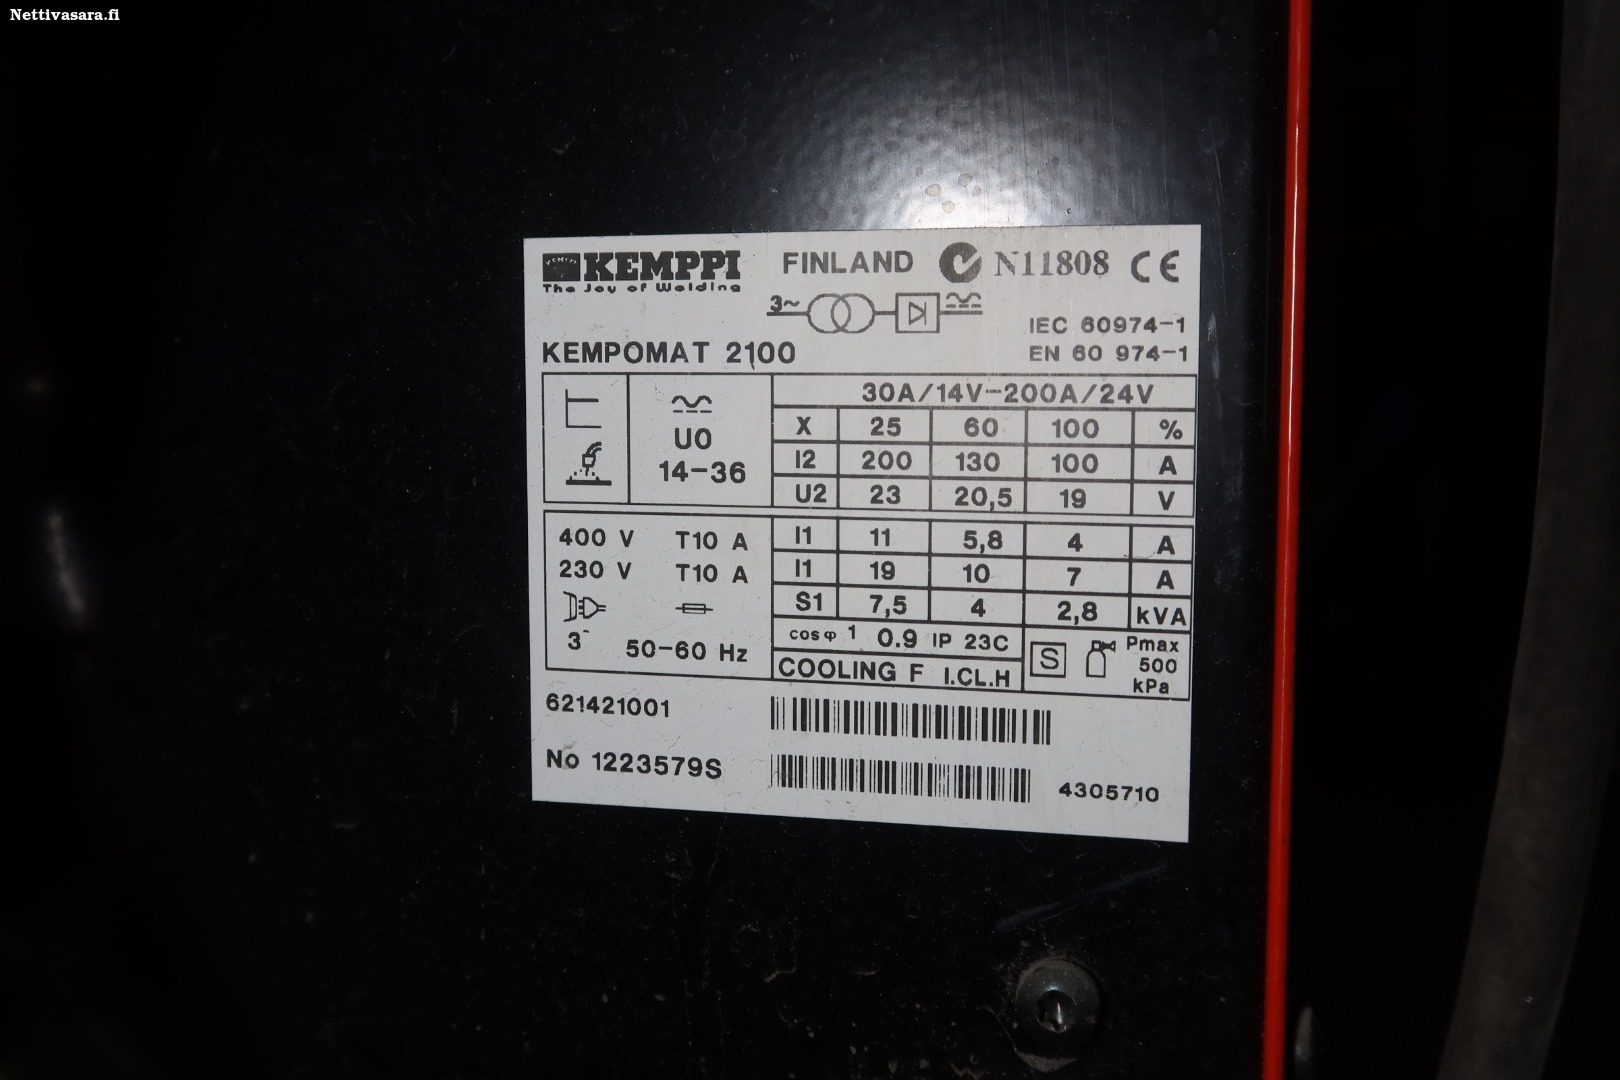 Nettivasara.fi
KEMPPI FINLAND N11808 CE
The Joy of Welding
3~
IEC 60974-1
KEMPOMAT 2100 EN 60 974-1
30A/14V-200A/24V
X 25 60 100 %
U0
I2 200 130 100 A
14-36
U2 23 20,5 19 V
400 V T10 A I1 11 5,8 4 A
230 V T10 A I1 19 10 7 A
S1 7,5 4 2,8 kVA
3~ 50-60 Hz cos φ 1 0.9 IP 23C S Pmax
500
kPa
COOLING F I.CL.H
621421001
No 1223579S 4305710